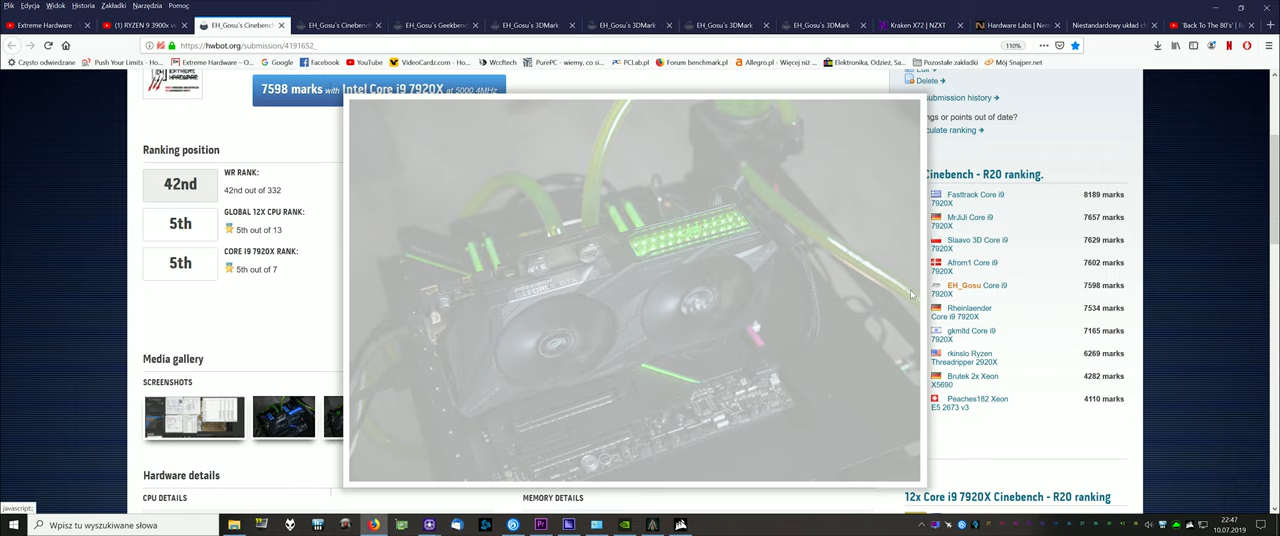 Plik Edycja Widok Historia Zakładki Narzędzia Pomoc
Extreme Hardware - (1) RYZEN 9 3900x v EH_Gosu`s Cinebench EH_Gosu`s Cinebenc EH_Gosu`s Geekbenc EH_Gosu`s 3DMark EH_Gosu`s 3DMark EH_Gosu`s 3DMark EH_Gosu`s 3DMark Kraken X72 | NZXT Hardware Labs | Ne Niestandardowy układ c 'Back To The 80's' |
https://hwbot.org/submission/4191652_ 110%
Często odwiedzane Push Your Limits - Ho... Extreme Hardware – O... Google Facebook YouTube VideoCardz.com - Ho... Wccftech PurePC - wiemy, co si... PCLab.pl Forum benchmark.pl Allegro.pl - Więcej niż ... Elektronika, Odzież, Sa... Pozostałe zakładki Mój Snajper.net
EXTREME
HARDWARE
7598 marks with Intel Core i9 7920X at 5000.4MHz
Delete
submission history
ngs or points out of date?
culate ranking
Ranking position
42nd
WR RANK:
42nd out of 332
5th
GLOBAL 12X CPU RANK:
5th out of 13
5th
CORE I9 7920X RANK:
5th out of 7
GEFORCE GTX
Cinebench - R20 ranking.
Fasttrack Core i9 7920X 8189 marks
MrJiJi Core i9 7920X 7657 marks
Slaavo 3D Core i9 7920X 7629 marks
Afrom1 Core i9 7920X 7602 marks
EH_Gosu Core i9 7920X 7598 marks
Rheinlaender Core i9 7920X 7534 marks
gkmltd Core i9 7920X 7165 marks
rkinslo Ryzen Threadripper 2920X 6269 marks
Brutek 2x Xeon X5690 4282 marks
Peaches182 Xeon E5 2673 v3 4110 marks
Media gallery
SCREENSHOTS
Hardware details
CPU DETAILS MEMORY DETAILS
12x Core i9 7920X Cinebench - R20 ranking
javascript:;
Wpisz tu wyszukiwane słowa
22:47
10.07.2019